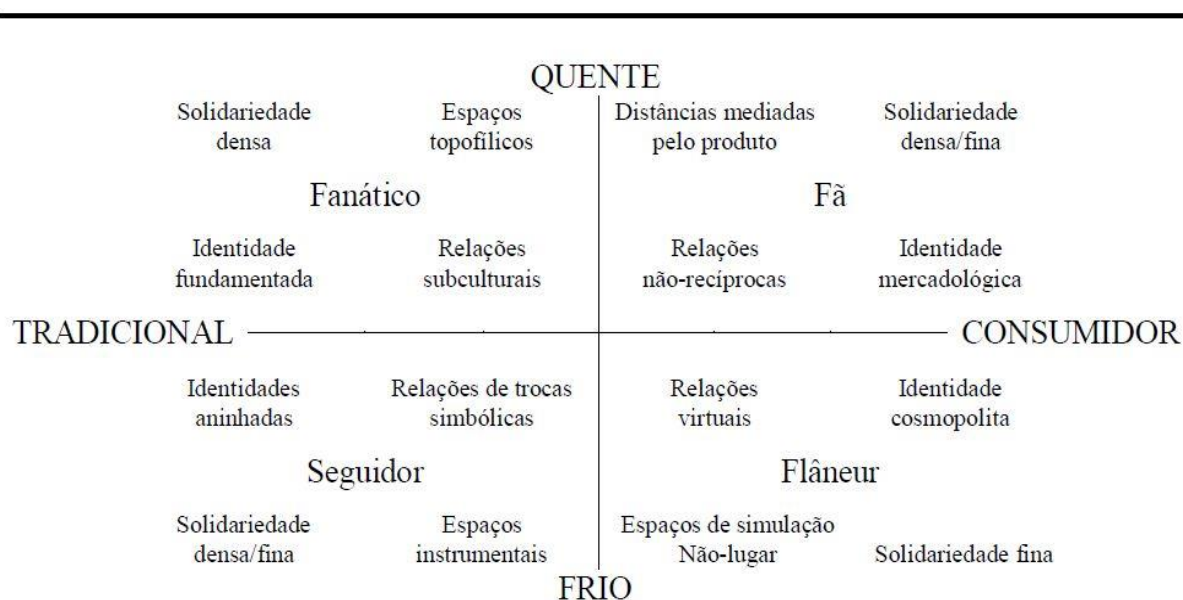 QUENTE
Solidariedade Espaços Distâncias mediadas Solidariedade
densa topofílicos pelo produto densa/fina
Fanático Fã
Identidade Relações Relações Identidade
fundamentada subculturais não-recíprocas mercadológica
TRADICIONAL CONSUMIDOR
Identidades Relações de trocas Relações Identidade
aninhadas simbólicas virtuais cosmopolita
Seguidor Flâneur
Solidariedade Espaços Espaços de simulação
densa/fina instrumentais Não-lugar Solidariedade fina
FRIO